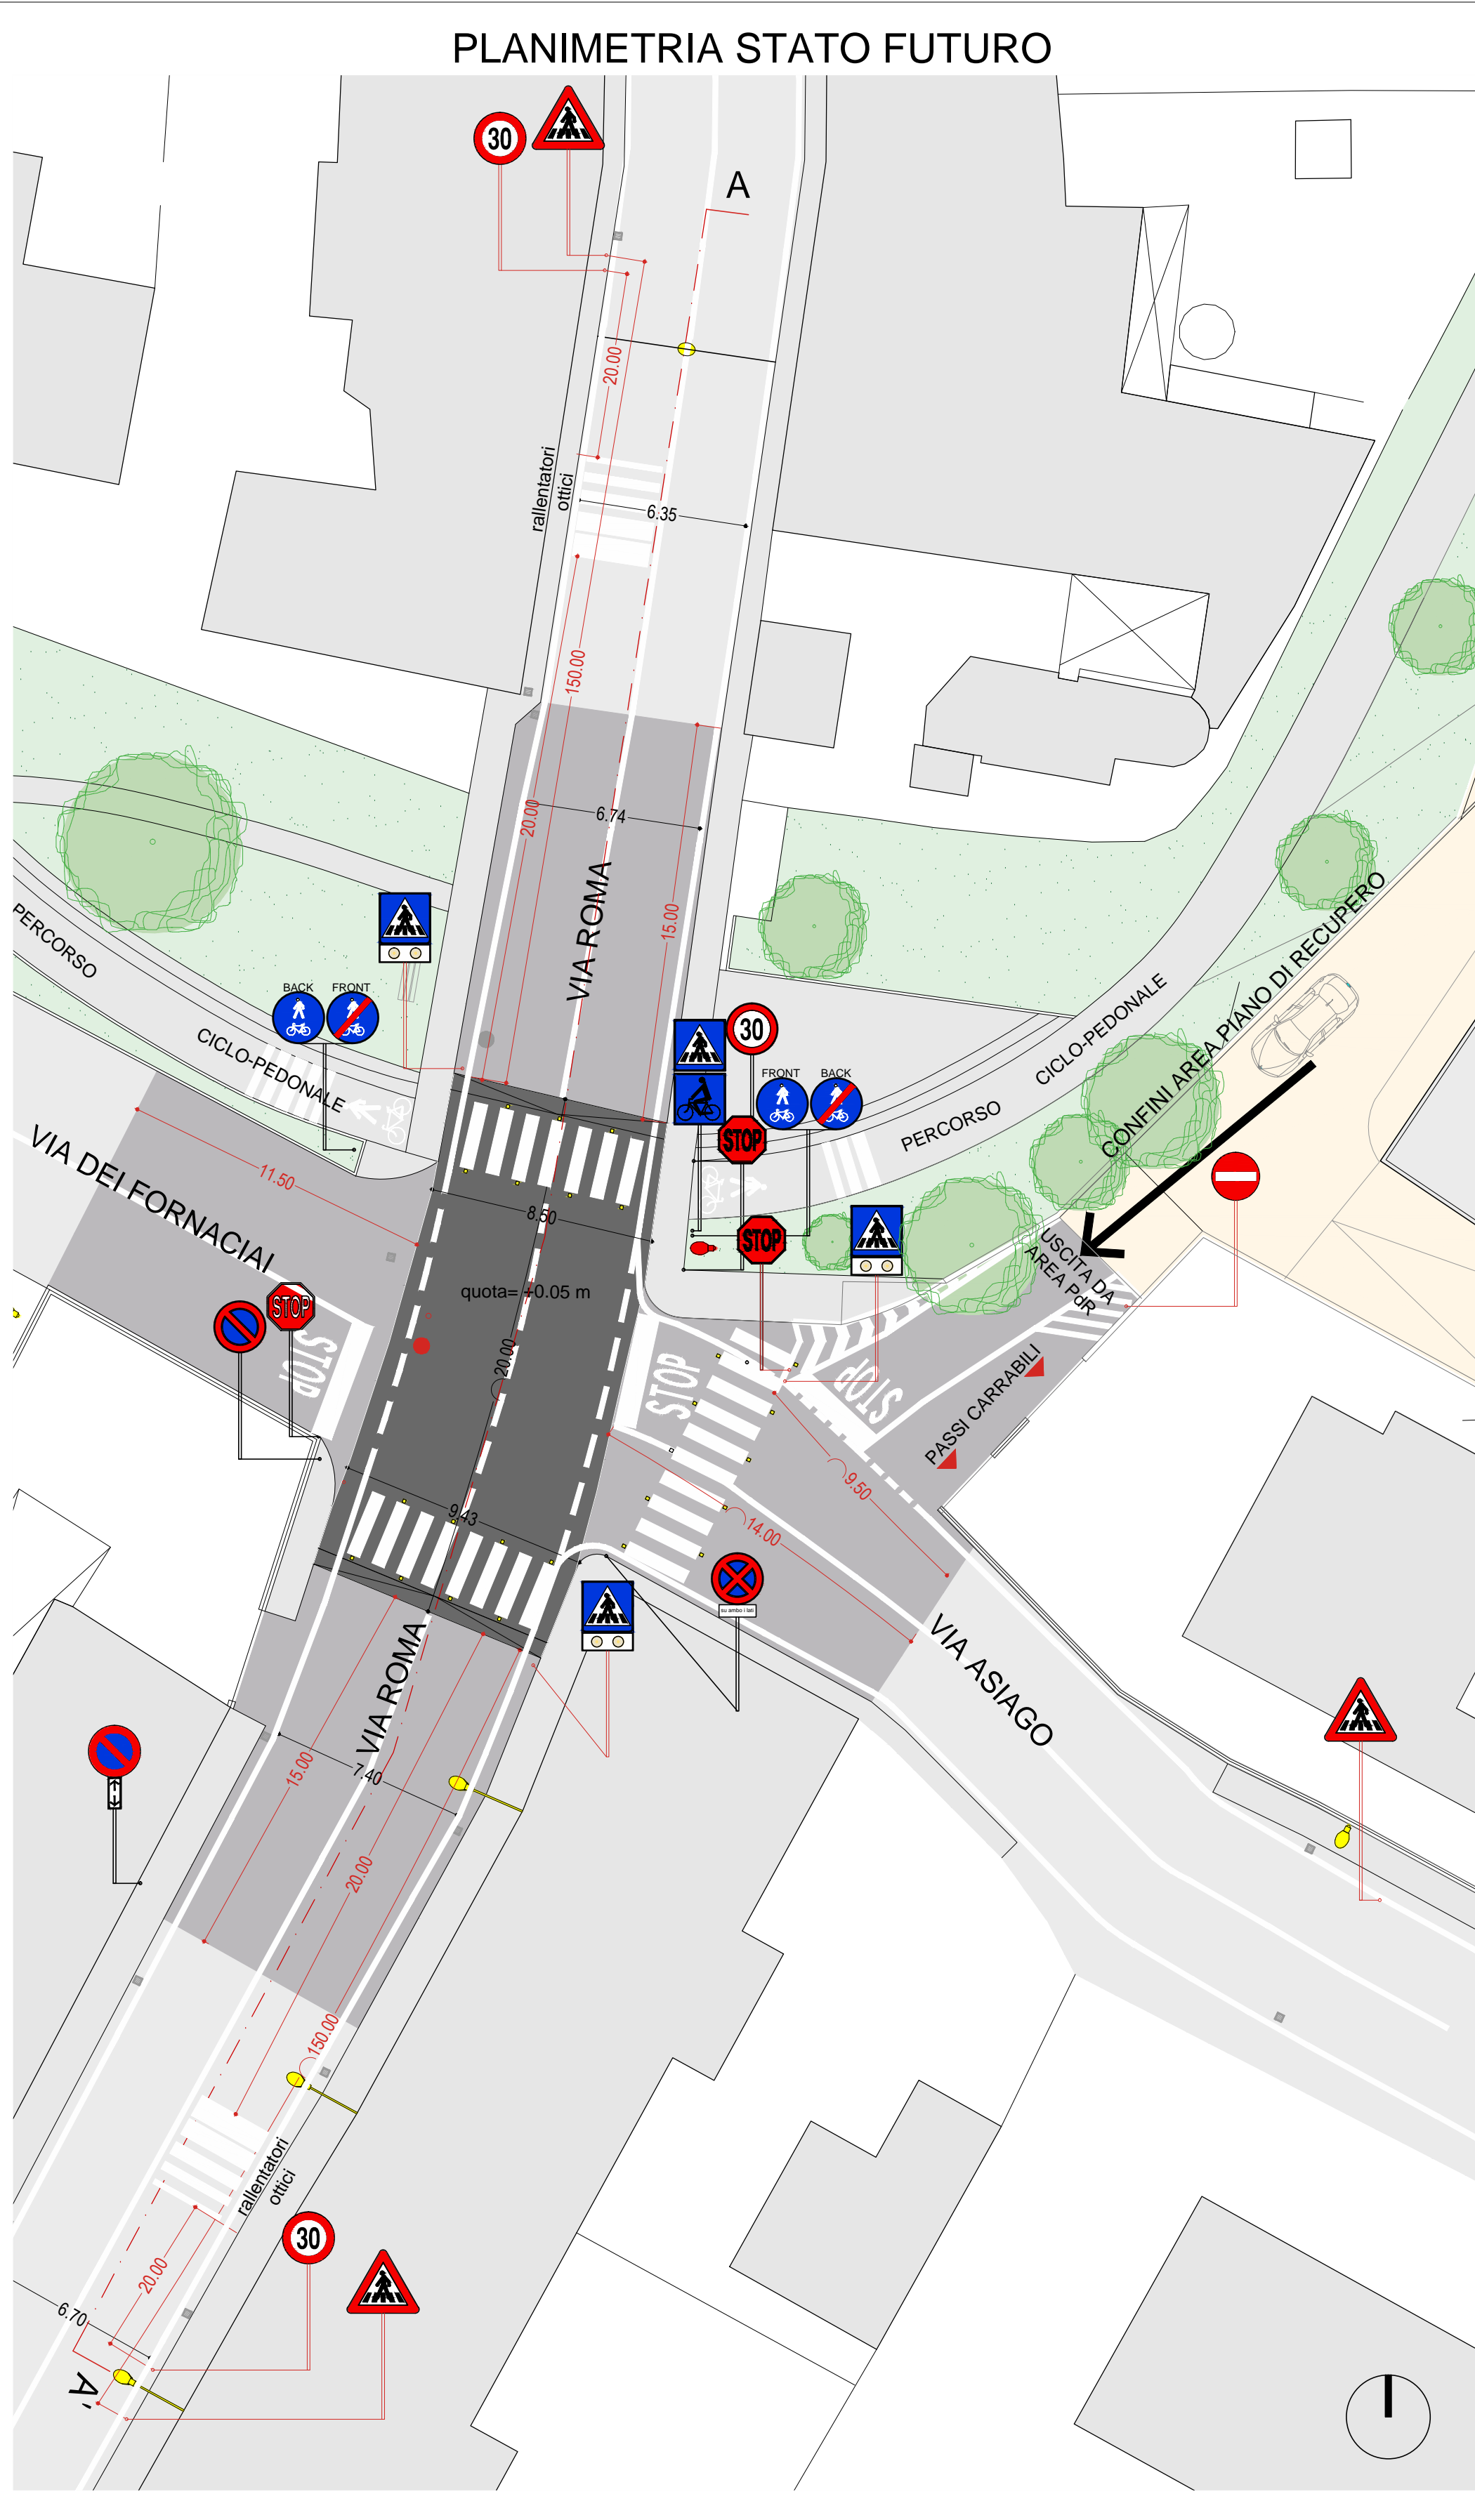 PLANIMETRIA STATO FUTURO
30
A
20.00
rallentatori
ottici
6.35
150.00
20.00
6.74
VIA ROMA
15.00
PERCORSO
CICLO-PEDONALE
BACK
FRONT
30
FRONT
BACK
STOP
STOP
PERCORSO
CICLO-PEDONALE
CONFINI AREA PIANO DI RECUPERO
VIA DEI FORNACIAI
11.50
8.50
quota= +0.05 m
20.00
STOP
STOP
STOP
STOP
USCITA DA
AREA PdR
PASSI CARRABILI
9.50
14.00
9.43
su ambo i lati
VIA ASIAGO
VIA ROMA
15.00
7.40
20.00
150.00
rallentatori
ottici
30
20.00
6.70
A'